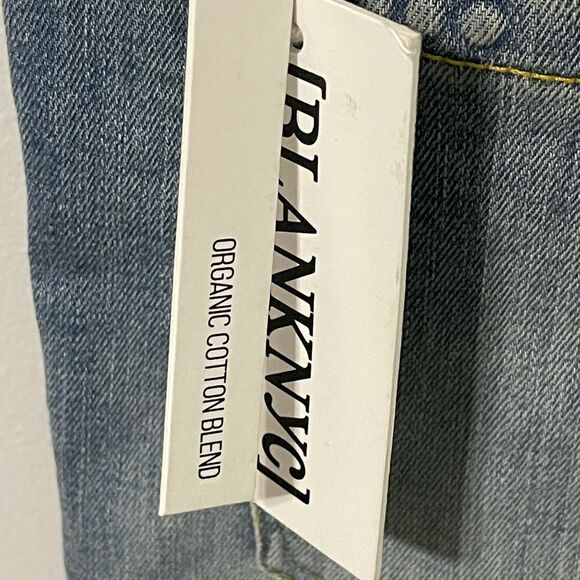 [BLANKNYC]
ORGANIC COTTON BLEND